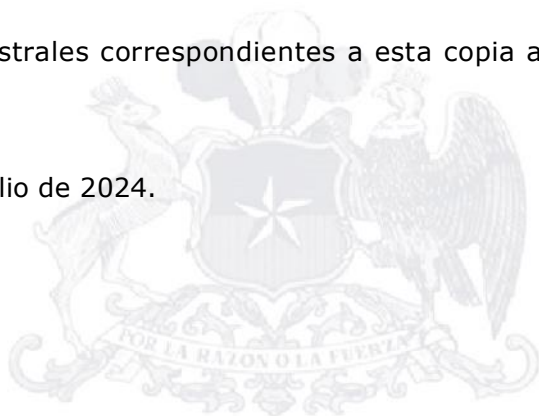 strales correspondientes a esta copia a
lio de 2024.
POR LA RAZON O LA FUERZA